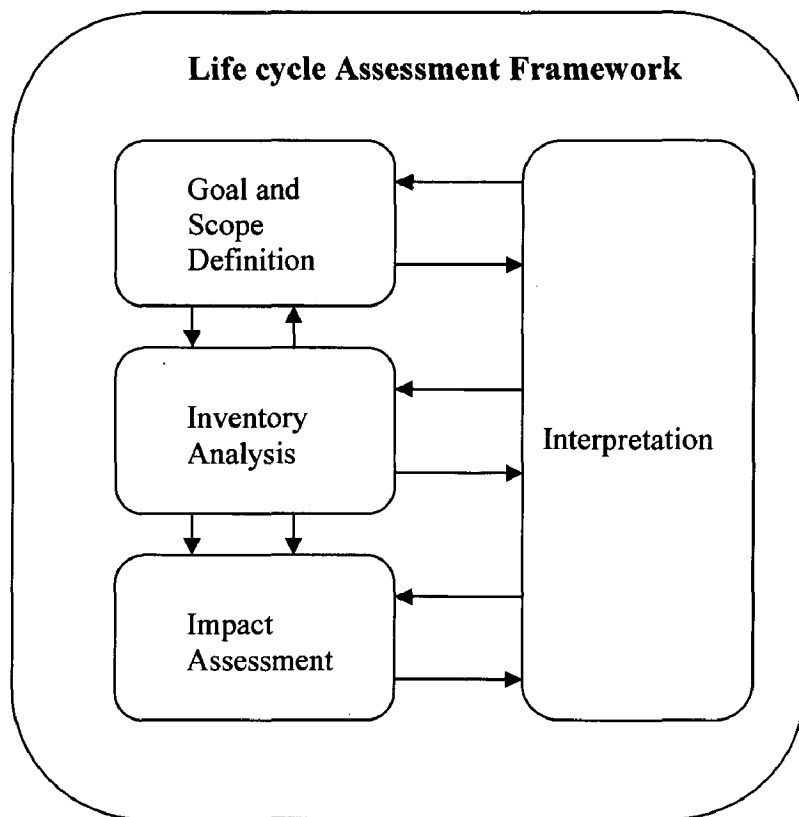 Life cycle Assessment Framework
Goal and
Scope
Definition
Inventory
Analysis
Interpretation
Impact
Assessment